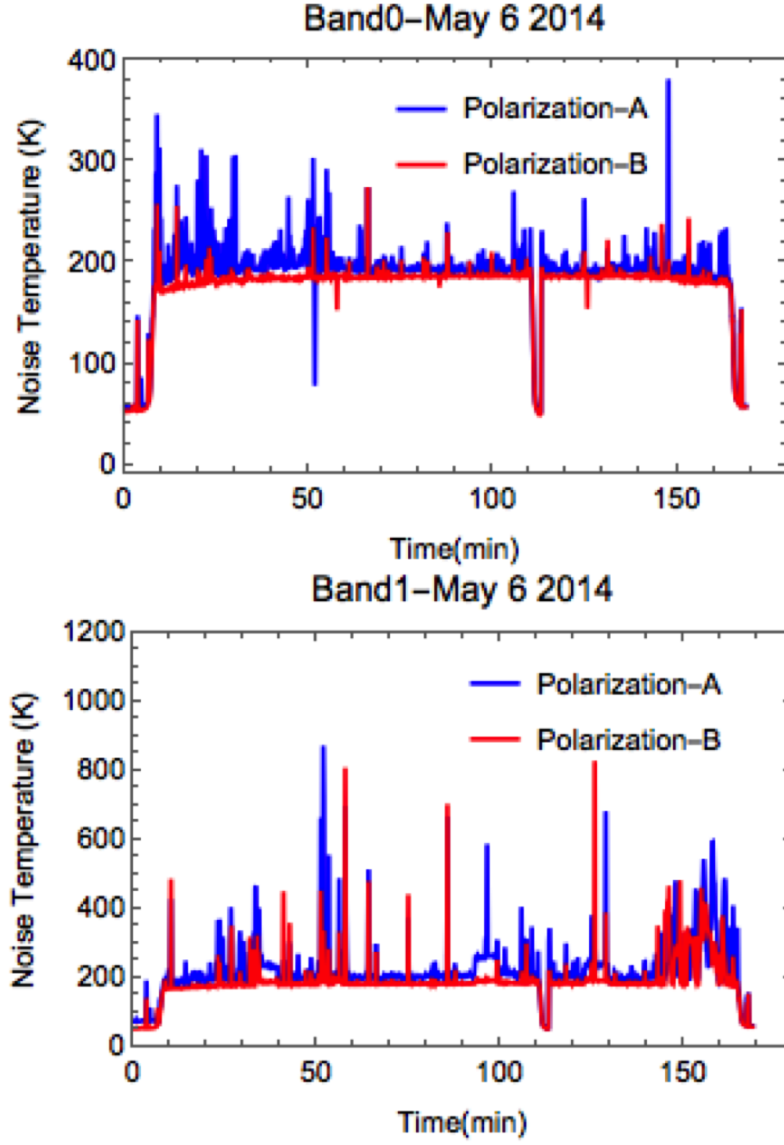 Band0–May 6 2014
400
300
200
100
0
Noise Temperature (K)
Polarization–A
Polarization–B
0 50 100 150
Time(min)
Band1–May 6 2014
1200
1000
800
600
400
200
0
Noise Temperature (K)
Polarization–A
Polarization–B
0 50 100 150
Time(min)